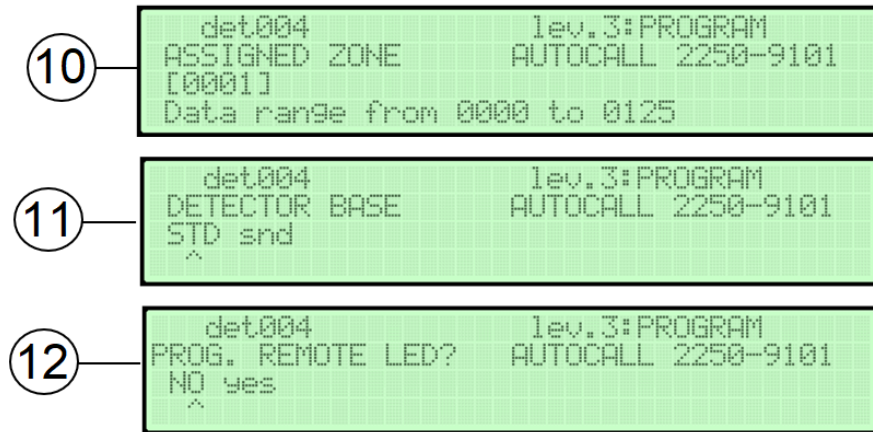 10
det004 lev.3:PROGRAM
ASSIGNED ZONE AUTOCALL 2250-9101
[0001]
Data range from 0000 to 0125
11
det004 lev.3:PROGRAM
DETECTOR BASE AUTOCALL 2250-9101
STD snd
^
12
det004 lev.3:PROGRAM
PROG. REMOTE LED? AUTOCALL 2250-9101
NO yes
^